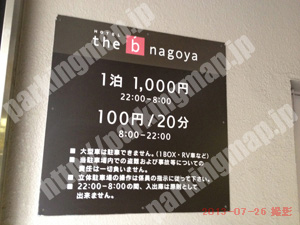 HOTEL
the b nagoya
1泊 1,000円
22:00-8:00
100円/20分
8:00-22:00
■ 大型車は駐車できません。(1BOX・RV車など)
■ 当駐車場内での盗難および事故等についての
責任は一切負いません。
■ 立体駐車場の操作は係員の指示に従って下さい。
■ 22:00-8:00の間、入出庫は原則として
出来ません。
2013-07-26 撮影
parkingmap.jp